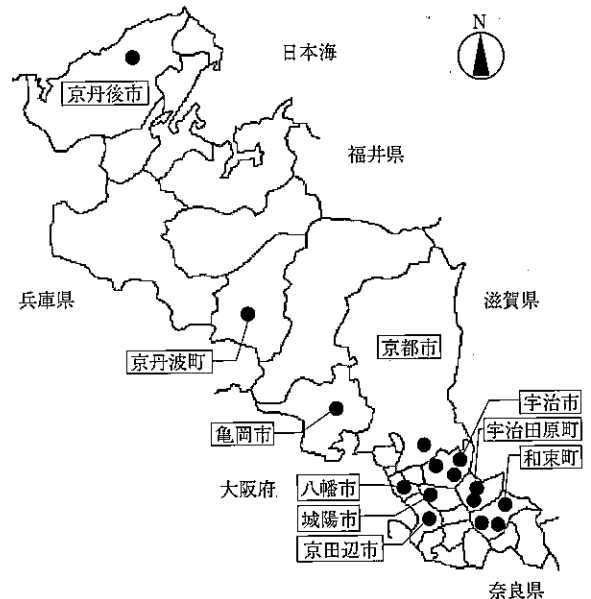 N
日本海
京丹後市
福井県
兵庫県
滋賀県
京都市
京丹波町
宇治市
亀岡市
宇治田原町
和束町
大阪府
八幡市
城陽市
京田辺市
奈良県